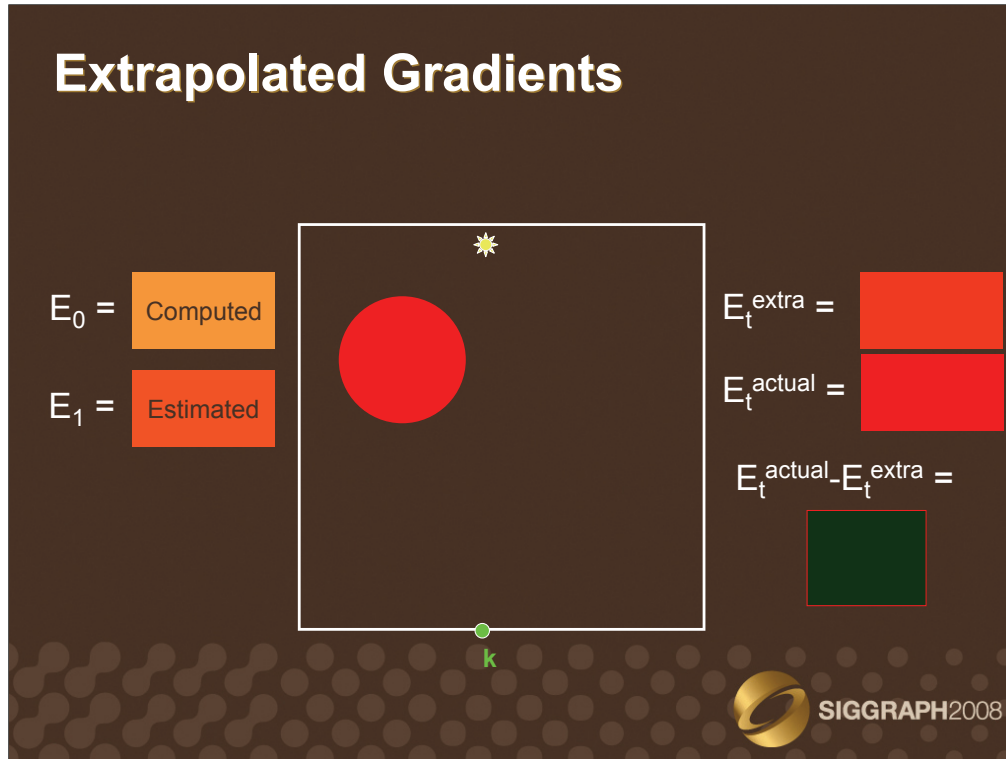 Extrapolated Gradients
E₀ = Computed
E₁ = Estimated
Eₜᵉˣᵗʳᵃ =
Eₜᵃᶜᵗᵘᵃˡ =
Eₜᵃᶜᵗᵘᵃˡ-Eₜᵉˣᵗʳᵃ =
k
SIGGRAPH2008